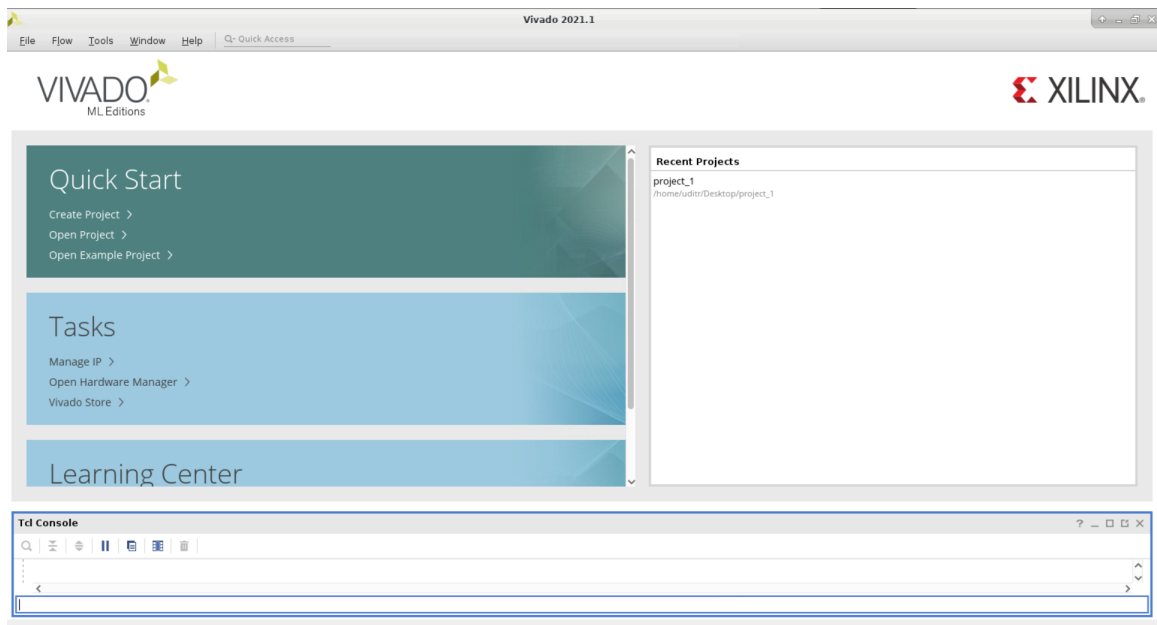 Vivado 2021.1
File Flow Tools Window Help Q- Quick Access
VIVADO.
ML Editions
XILINX.
Quick Start
Create Project >
Open Project >
Open Example Project >
Tasks
Manage IP >
Open Hardware Manager >
Vivado Store >
Learning Center
Recent Projects
project_1
/home/uditr/Desktop/project_1
Tcl Console